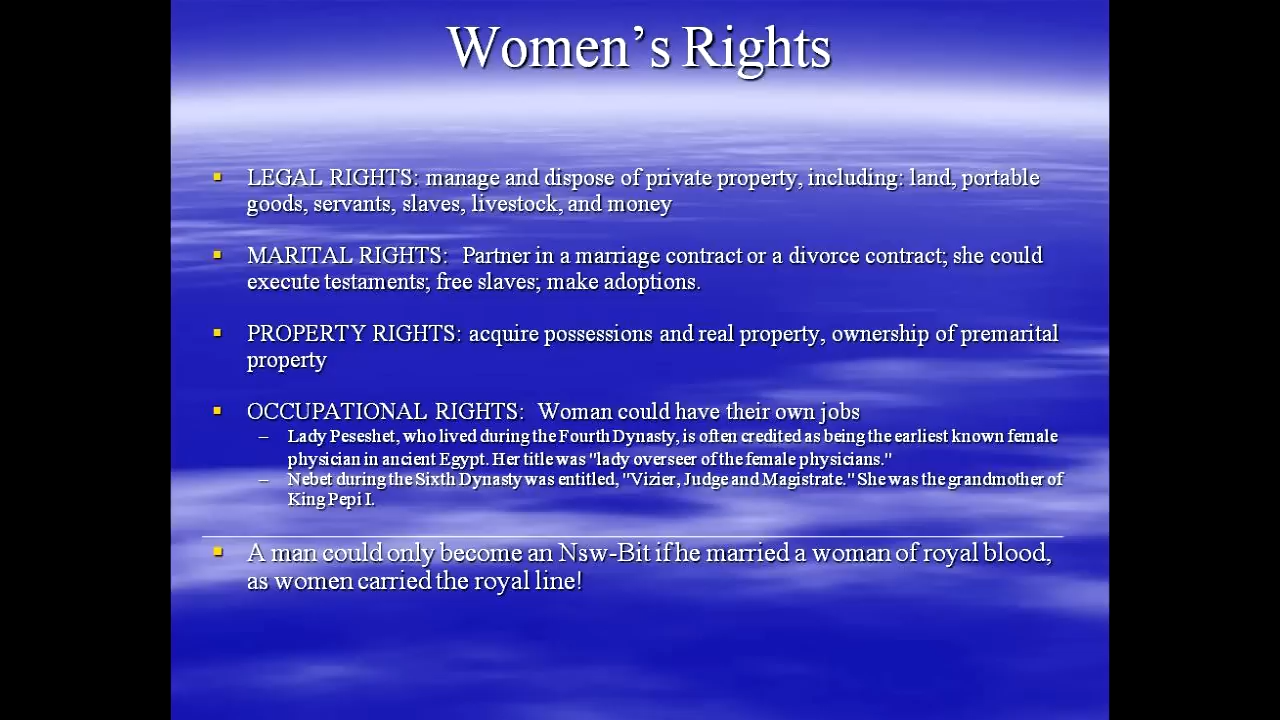 Women’s Rights
▪ LEGAL RIGHTS: manage and dispose of private property, including: land, portable
goods, servants, slaves, livestock, and money
▪ MARITAL RIGHTS:  Partner in a marriage contract or a divorce contract; she could
execute testaments; free slaves; make adoptions.
▪ PROPERTY RIGHTS: acquire possessions and real property, ownership of premarital
property
▪ OCCUPATIONAL RIGHTS:  Woman could have their own jobs
– Lady Peseshet, who lived during the Fourth Dynasty, is often credited as being the earliest known female
physician in ancient Egypt. Her title was "lady overseer of the female physicians."
– Nebet during the Sixth Dynasty was entitled, "Vizier, Judge and Magistrate." She was the grandmother of
King Pepi I.
▪ A man could only become an Nsw-Bit if he married a woman of royal blood,
as women carried the royal line!